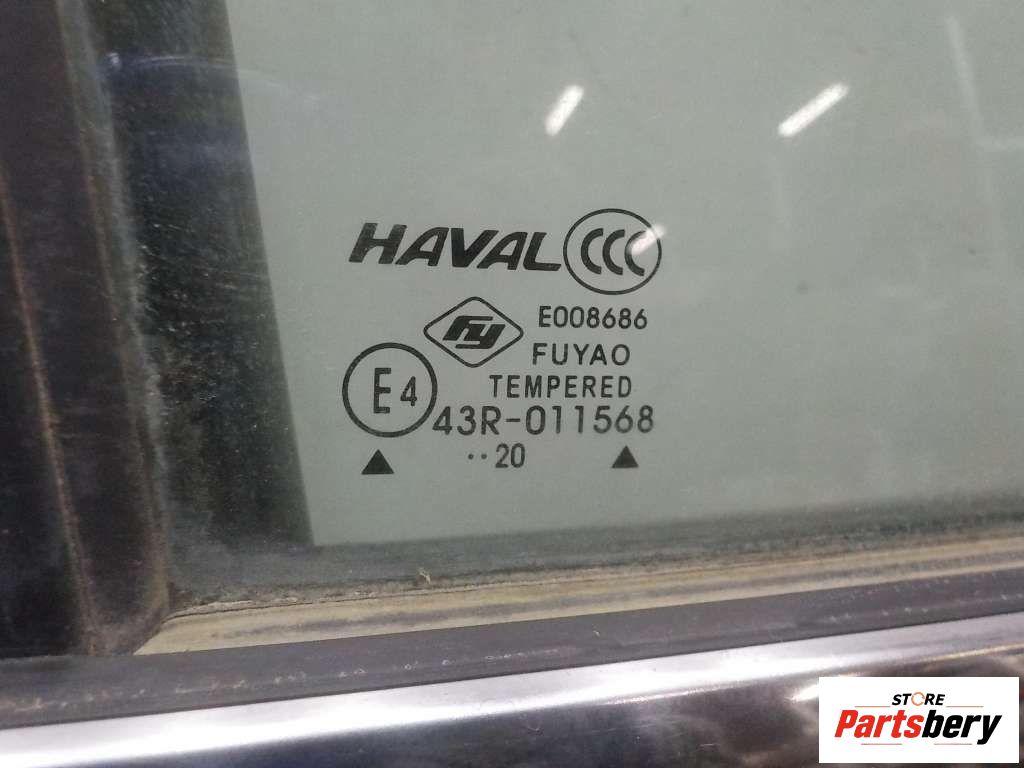 HAVAL CCC
fy E008686
FUYAO
E4 TEMPERED
43R-011568
··20
STORE
Partsbery